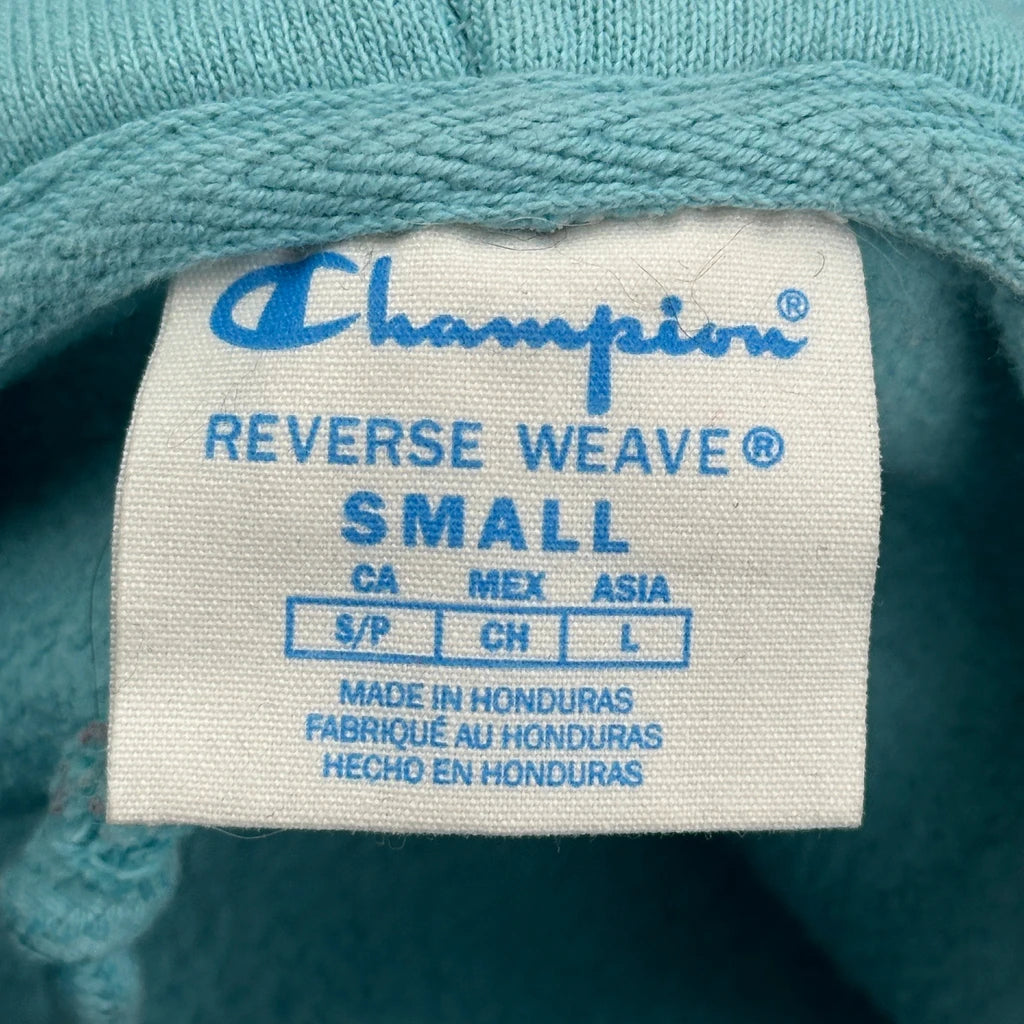 Champion®
REVERSE WEAVE®
SMALL
CA MEX ASIA
S/P CH L
MADE IN HONDURAS
FABRIQUÉ AU HONDURAS
HECHO EN HONDURAS